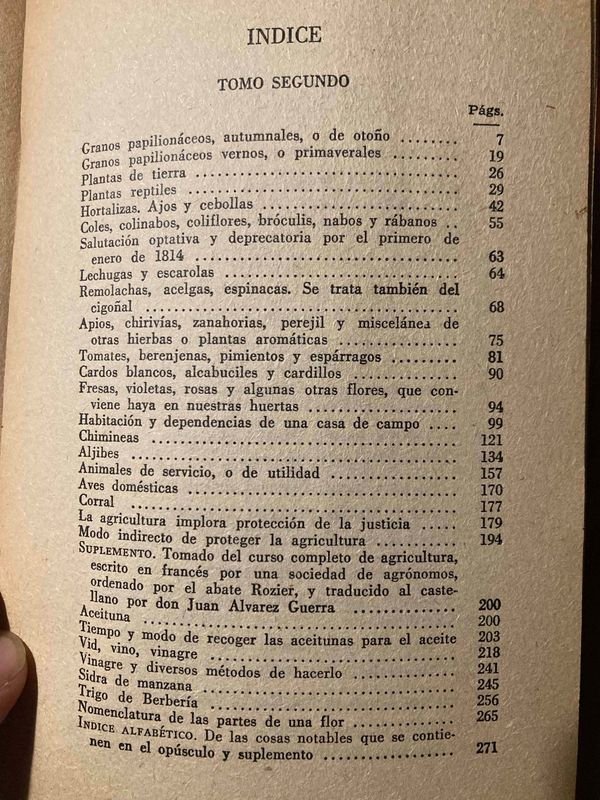 INDICE
TOMO SEGUNDO
Págs.
Granos papilionáceos, autumnales, o de otoño ........ 7
Granos papilionáceos vernos, o primaverales ......... 19
Plantas de tierra .................................... 26
Plantas reptiles ..................................... 29
Hortalizas. Ajos y cebollas .......................... 42
Coles, colinabos, coliflores, bróculis, nabos y rábanos .. 55
Salutación optativa y deprecatoria por el primero de
enero de 1814 ................................... 63
Lechugas y escarolas ................................ 64
Remolachas, acelgas, espinacas. Se trata también del
cigoñal .......................................... 68
Apios, chirivías, zanahorias, perejil y miscelánea de
otras hierbas o plantas aromáticas ................ 75
Tomates, berenjenas, pimientos y espárragos ......... 81
Cardos blancos, alcabuciles y cardillos ............... 90
Fresas, violetas, rosas y algunas otras flores, que con-
viene haya en nuestras huertas .................... 94
Habitación y dependencias de una casa de campo .... 99
Chimineas ........................................... 121
Aljibes .............................................. 134
Animales de servicio, o de utilidad .................. 157
Aves domésticas ..................................... 170
Corral ............................................... 177
La agricultura implora protección de la justicia ..... 179
Modo indirecto de proteger la agricultura ............ 194
SUPLEMENTO. Tomado del curso completo de agricultura,
escrito en francés por una sociedad de agrónomos,
ordenado por el abate Rozier, y traducido al caste-
llano por don Juan Alvarez Guerra ............... 200
Aceituna ............................................. 200
Tiempo y modo de recoger las aceitunas para el aceite 203
Vid, vino, vinagre ................................... 218
Vinagre y diversos métodos de hacerlo ............... 241
Sidra de manzana .................................... 245
Trigo de Berbería .................................... 256
Nomenclatura de las partes de una flor ............... 265
INDICE ALFABÉTICO. De las cosas notables que se contie-
nen en el opúsculo y suplemento ................... 271